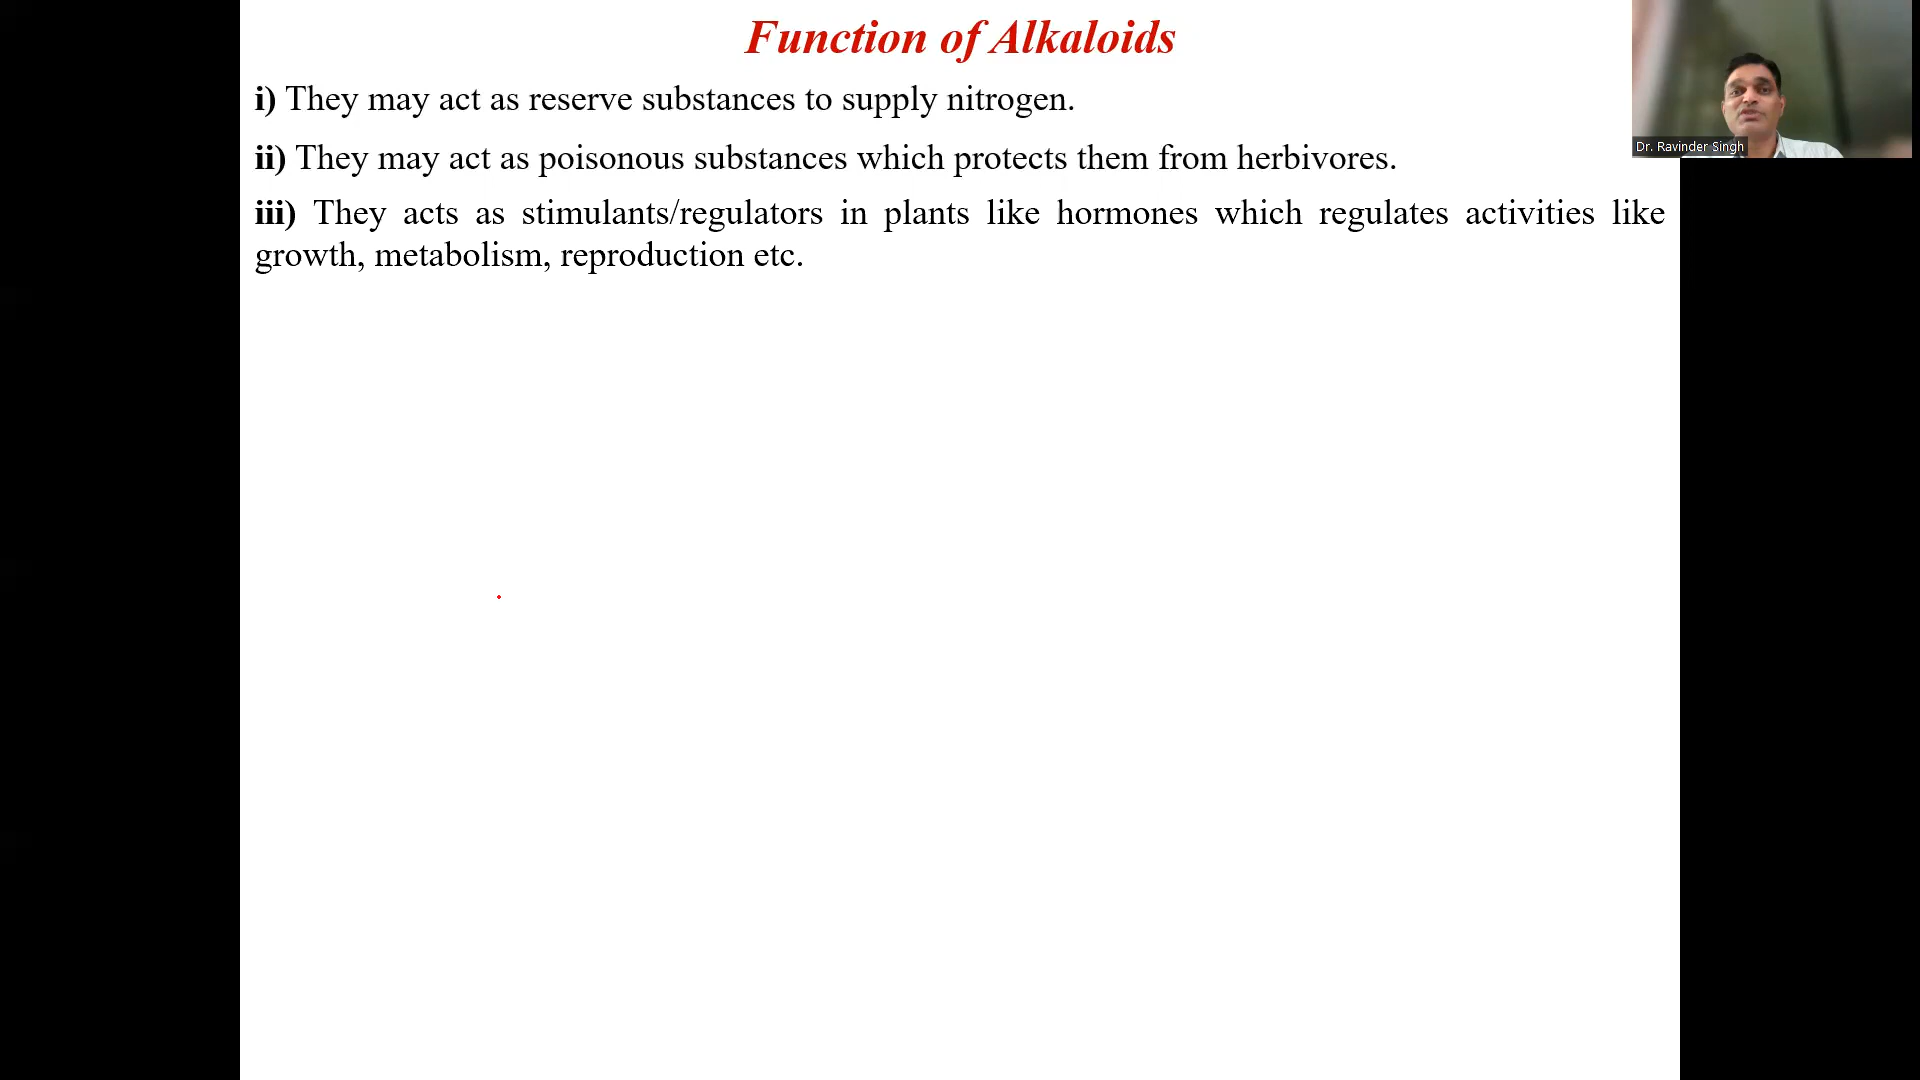 Function of Alkaloids
i) They may act as reserve substances to supply nitrogen.
ii) They may act as poisonous substances which protects them from herbivores.
iii) They acts as stimulants/regulators in plants like hormones which regulates activities like
growth, metabolism, reproduction etc.
Dr. Ravinder Singh